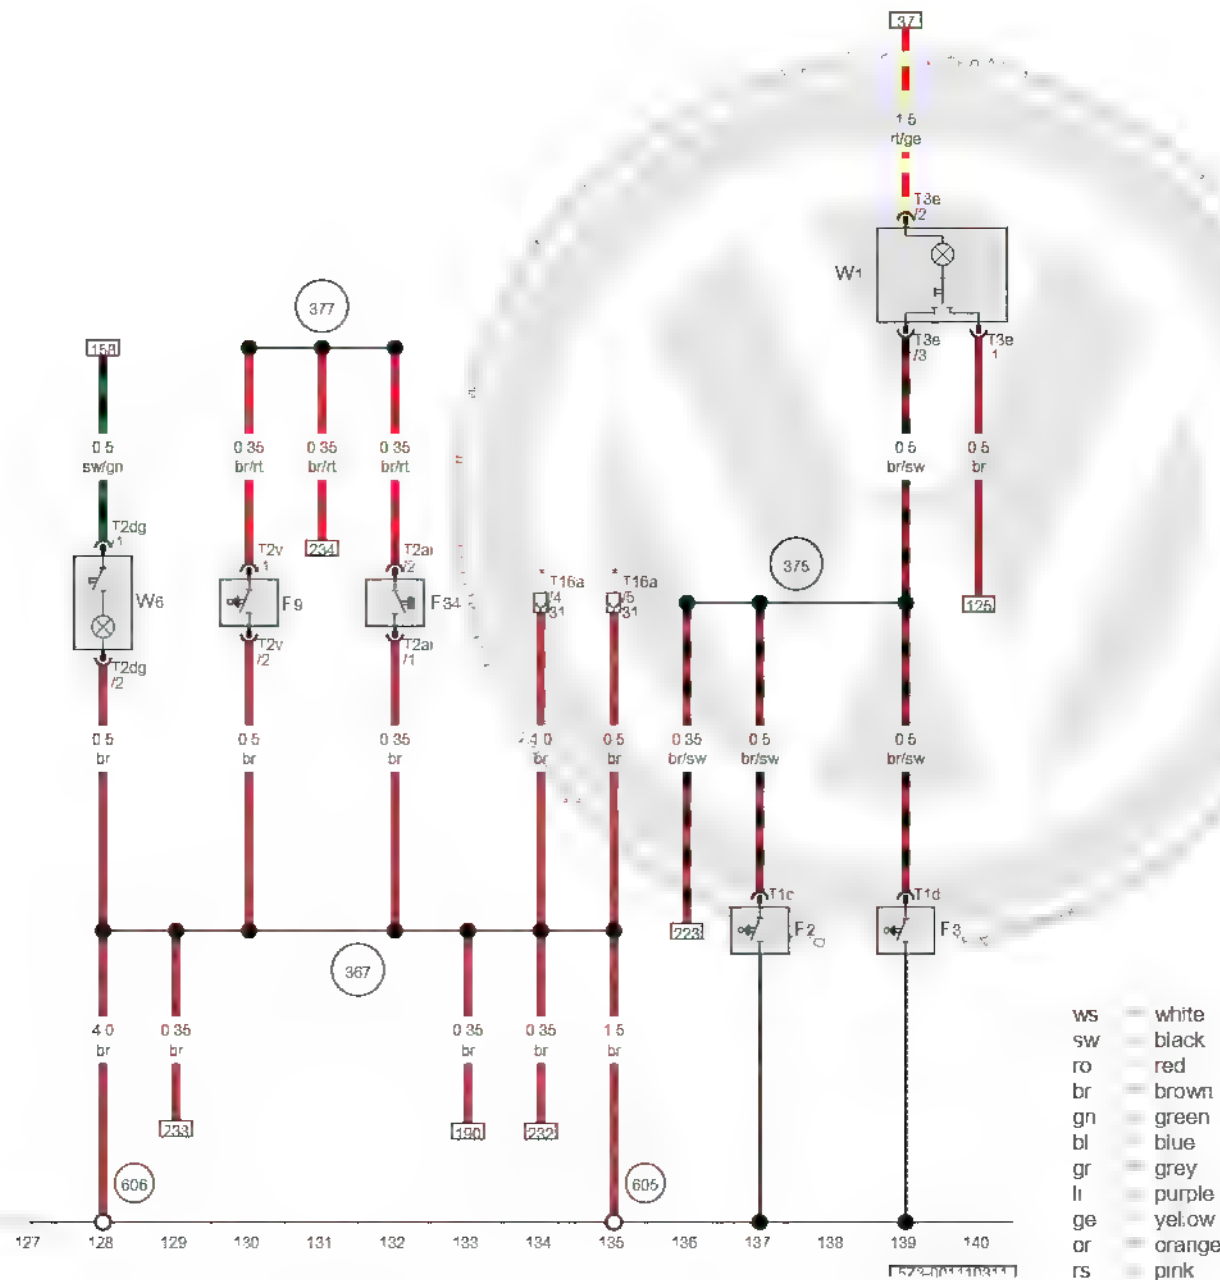 37
1 5
rt/ge
T3e
/2
W1
T3e
/3
T3e
1
377
158
0 5
sw/gn
0 35
br/rt
0 35
br/rt
0 35
br/rt
0 5
br/sw
0 5
br
T2dg
/1
T2v
1
234
T2a
/2
375
W6
F9
F34
* T16a
/4
31
* T16a
/5
31
125
T2dg
/2
T2v
/2
T2a
/1
0 5
br
0 5
br
0 35
br
1 0
br
0 5
br
0 35
br/sw
0 5
br/sw
0 5
br/sw
T1c
T1d
223
F2
F3
367
4 0
br
0 35
br
0 35
br
0 35
br
1 5
br
233
190
232
606
605
127 128 129 130 131 132 133 134 135 136 137 138 139 140
ws = white
sw = black
ro = red
br = brown
gn = green
bl = blue
gr = grey
li = purple
ge = yellow
or = orange
rs = pink